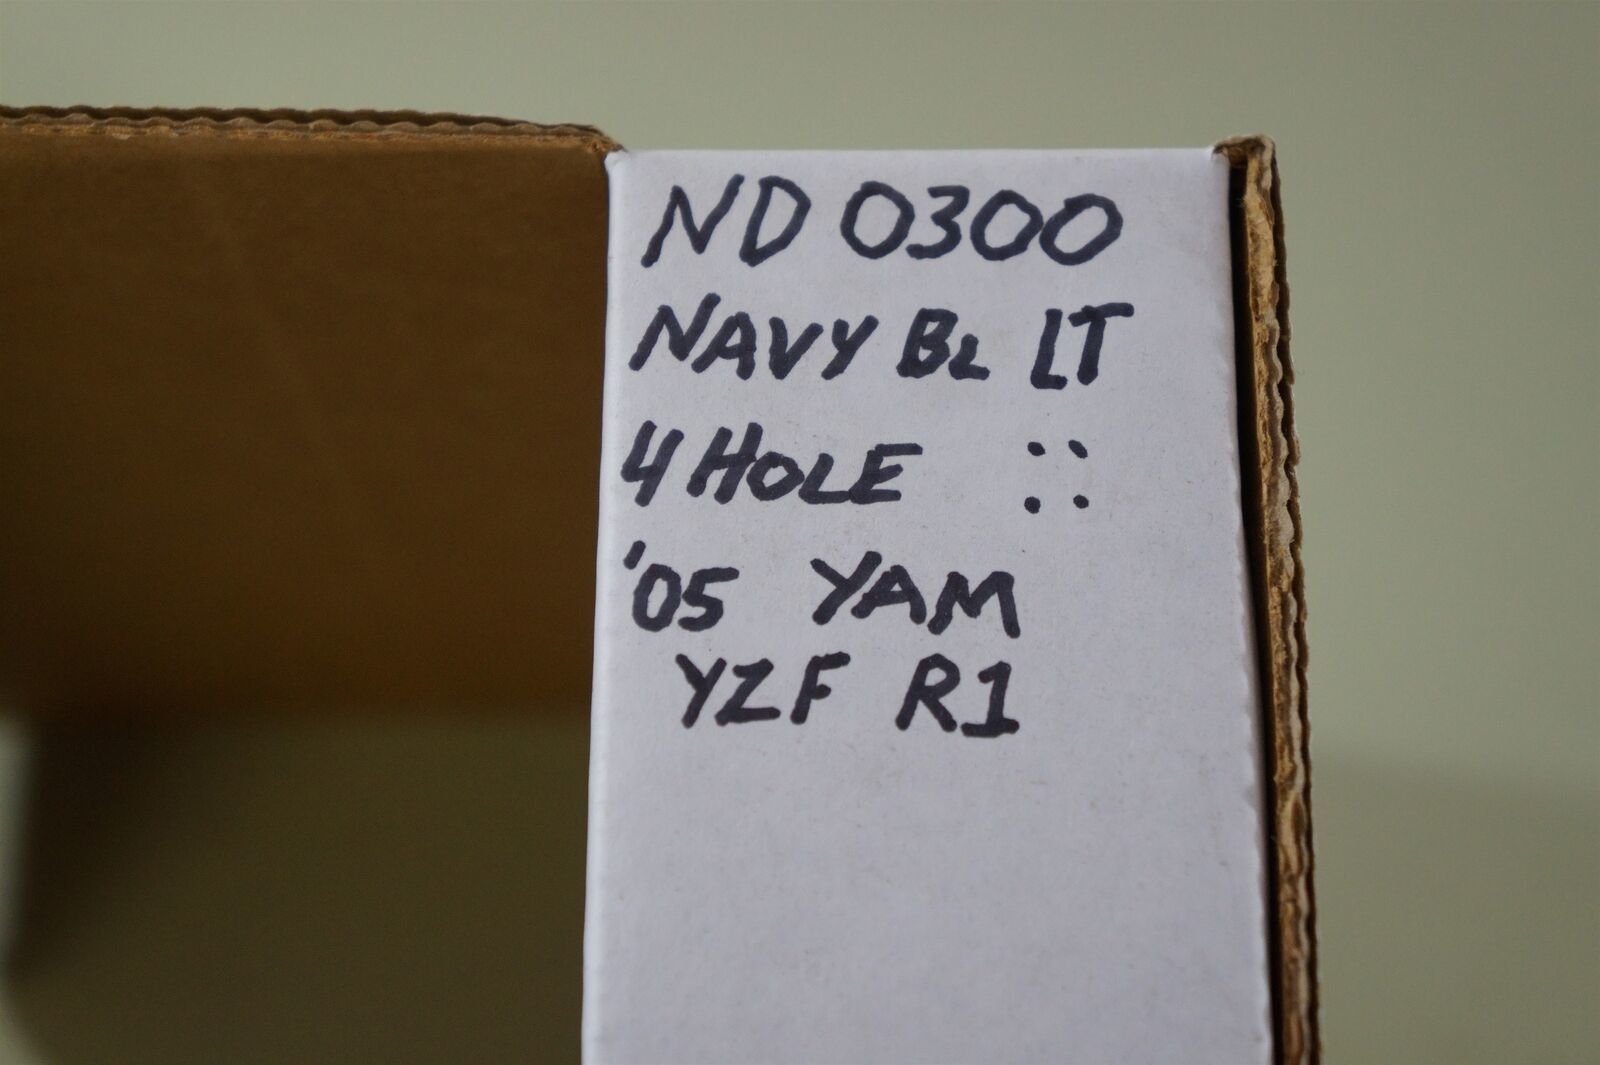 ND 0300
NAVY BL LT
4 HOLE ::
'05 YAM
YZF R1